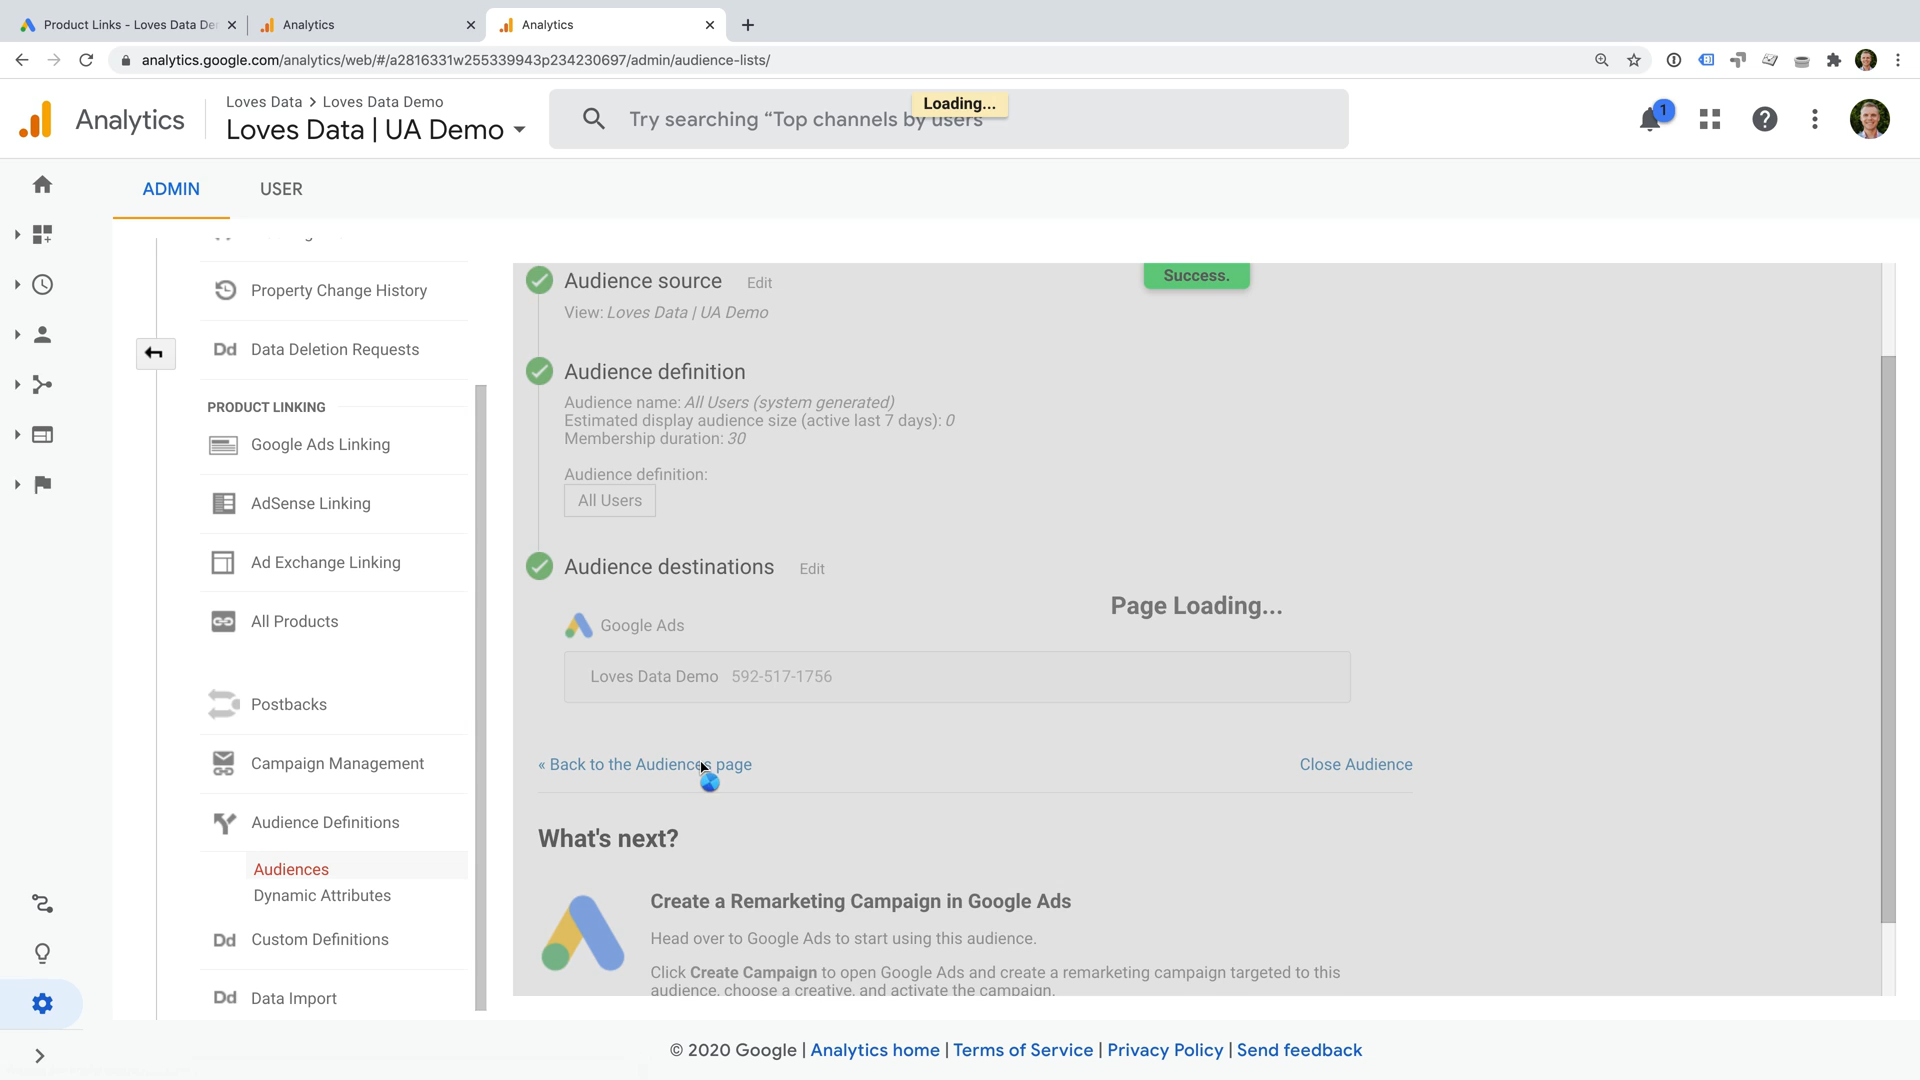 Product Links - Loves Data De
Analytics
Analytics
analytics.google.com/analytics/web/#/a2816331w255339943p234230697/admin/audience-lists/
Analytics
Loves Data > Loves Data Demo
Loves Data | UA Demo
Try searching “Top channels by users
Loading...
1
ADMIN
USER
Property Change History
Dd Data Deletion Requests
PRODUCT LINKING
Google Ads Linking
AdSense Linking
Ad Exchange Linking
All Products
Postbacks
Campaign Management
Audience Definitions
Audiences
Dynamic Attributes
Dd Custom Definitions
Dd Data Import
Success.
Audience source Edit
View: Loves Data | UA Demo
Audience definition
Audience name: All Users (system generated)
Estimated display audience size (active last 7 days): 0
Membership duration: 30
Audience definition:
All Users
Audience destinations Edit
Page Loading...
Google Ads
Loves Data Demo 592-517-1756
« Back to the Audiences page
Close Audience
What's next?
Create a Remarketing Campaign in Google Ads
Head over to Google Ads to start using this audience.
Click Create Campaign to open Google Ads and create a remarketing campaign targeted to this
audience, choose a creative, and activate the campaign.
© 2020 Google | Analytics home | Terms of Service | Privacy Policy | Send feedback